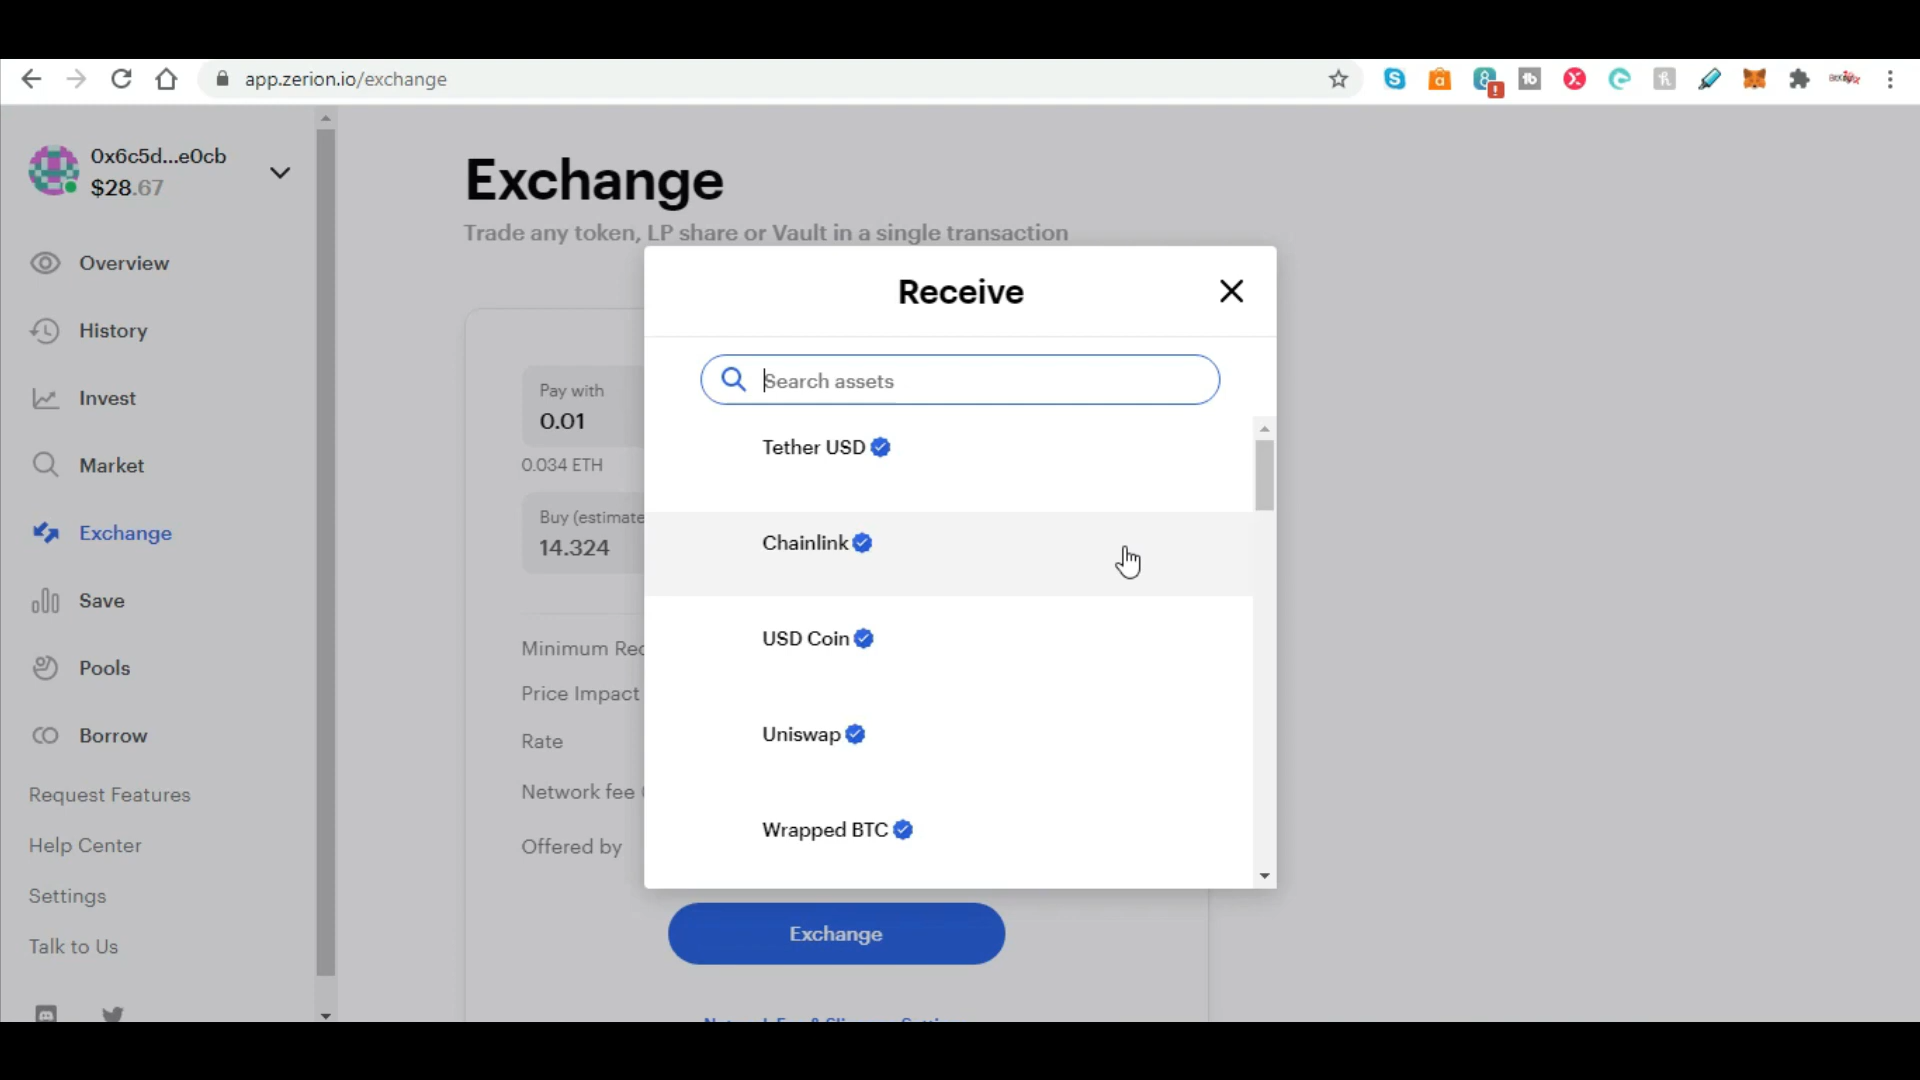 app.zerion.io/exchange
0x6c5d...e0cb
$28.67
Overview
History
Invest
Market
Exchange
Save
Pools
Borrow
Request Features
Help Center
Settings
Talk to Us
Exchange
Trade any token, LP share or Vault in a single transaction
Pay with
0.01
0.034 ETH
Buy (estimate
14.324
Minimum Rec
Price Impact
Rate
Network fee
Offered by
Receive
Search assets
Tether USD
Chainlink
USD Coin
Uniswap
Wrapped BTC
Exchange